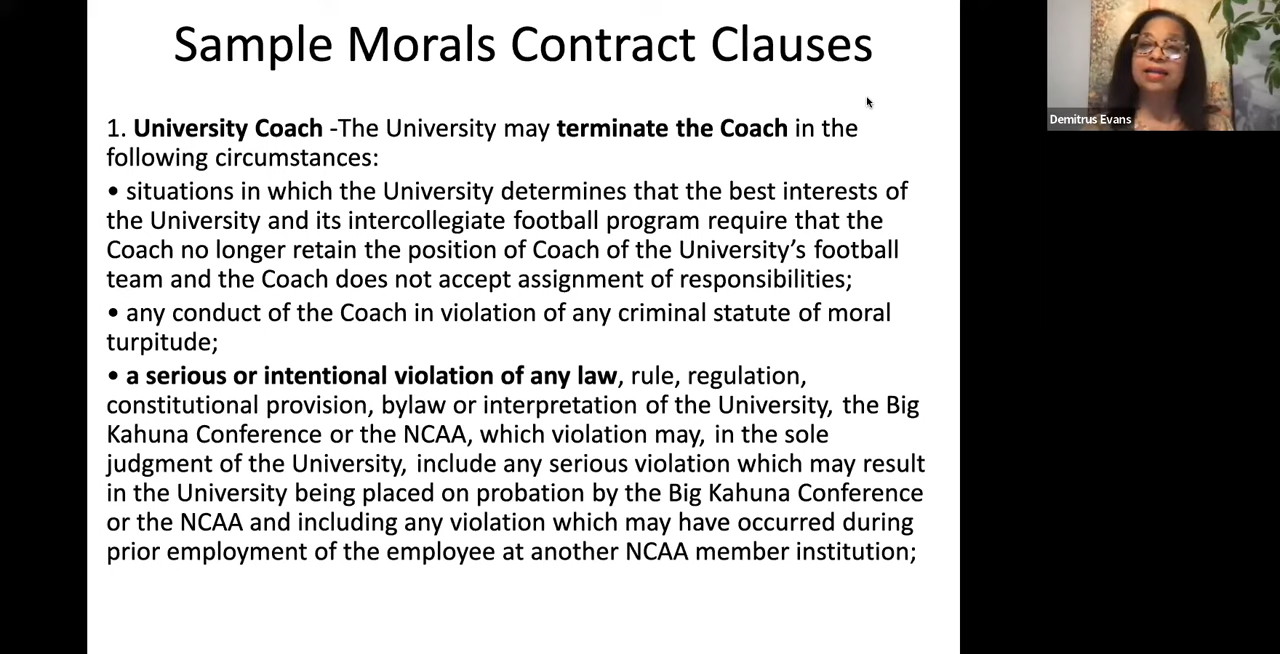 Sample Morals Contract Clauses
1. University Coach -The University may terminate the Coach in the
following circumstances:
• situations in which the University determines that the best interests of
the University and its intercollegiate football program require that the
Coach no longer retain the position of Coach of the University's football
team and the Coach does not accept assignment of responsibilities;
• any conduct of the Coach in violation of any criminal statute of moral
turpitude;
• a serious or intentional violation of any law, rule, regulation,
constitutional provision, bylaw or interpretation of the University, the Big
Kahuna Conference or the NCAA, which violation may, in the sole
judgment of the University, include any serious violation which may result
in the University being placed on probation by the Big Kahuna Conference
or the NCAA and including any violation which may have occurred during
prior employment of the employee at another NCAA member institution;
Demitrus Evans